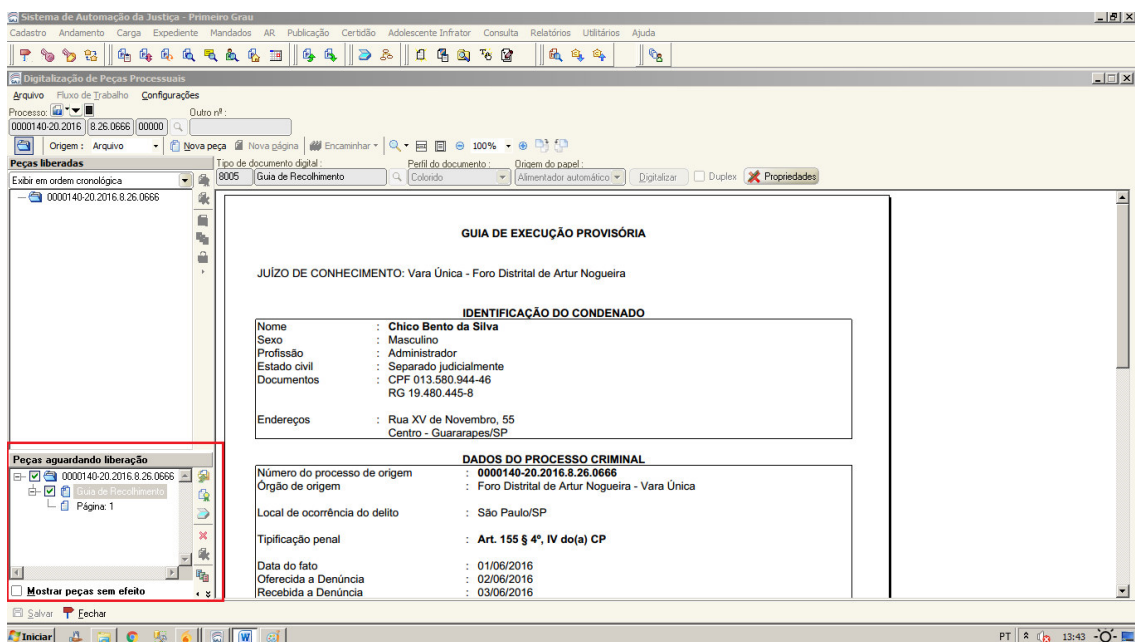 Sistema de Automação da Justiça - Primeiro Grau
Cadastro Andamento Carga Expediente Mandados AR Publicação Certidão Adolescente Infrator Consulta Relatórios Utilitários Ajuda
Digitalização de Peças Processuais
Arquivo Fluxo de Trabalho Configurações
Processo: Outro nº :
0000140-20.2016 8.26.0666 00000
Origem : Arquivo Nova peça Nova página Encaminhar 100%
Peças liberadas
Exibir em ordem cronológica
0000140-20.2016.8.26.0666
Tipo de documento digital : Perfil do documento : Origem do papel :
8005 Guia de Recolhimento Colorido Alimentador automático Digitalizar Duplex Propriedades
GUIA DE EXECUÇÃO PROVISÓRIA
JUÍZO DE CONHECIMENTO: Vara Única - Foro Distrital de Artur Nogueira
IDENTIFICAÇÃO DO CONDENADO
Nome : Chico Bento da Silva
Sexo : Masculino
Profissão : Administrador
Estado civil : Separado judicialmente
Documentos : CPF 013.580.944-46
RG 19.480.445-8
Endereços : Rua XV de Novembro, 55
Centro - Guararapes/SP
DADOS DO PROCESSO CRIMINAL
Número do processo de origem : 0000140-20.2016.8.26.0666
Órgão de origem : Foro Distrital de Artur Nogueira - Vara Única
Local de ocorrência do delito : São Paulo/SP
Tipificação penal : Art. 155 § 4º, IV do(a) CP
Data do fato : 01/06/2016
Oferecida a Denúncia : 02/06/2016
Recebida a Denúncia : 03/06/2016
Peças aguardando liberação
0000140-20.2016.8.26.0666
Guia de Recolhimento
Página: 1
Mostrar peças sem efeito
Salvar Fechar
Iniciar W PT 13:43